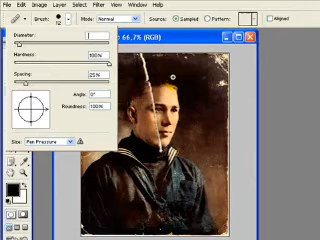 File Edit Image Layer Select Filter View Window Help
Brush: 12 Mode: Normal Source: Sampled Pattern: Aligned
66,7% (RGB)
Diameter:
Hardness: 100%
Spacing: 25%
Angle: 0°
Roundness: 100%
Size: Pen Pressure